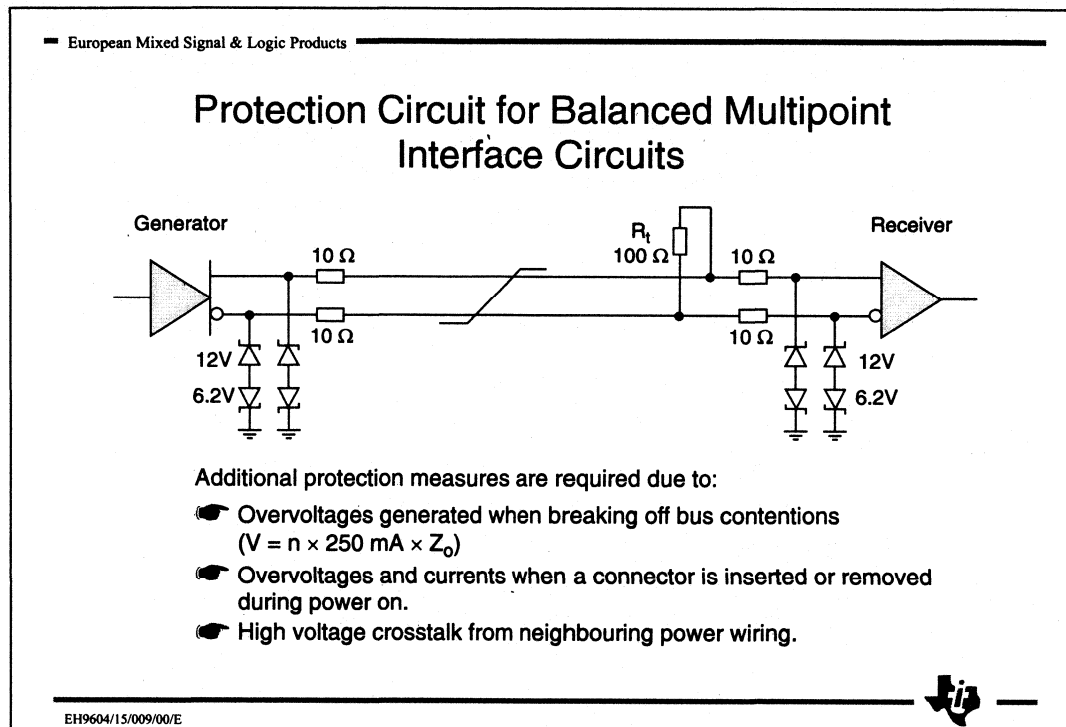 European Mixed Signal & Logic Products
Protection Circuit for Balanced Multipoint
Interface Circuits
Generator
Receiver
Rt
100 Ω
10 Ω
10 Ω
10 Ω
10 Ω
12V
6.2V
12V
6.2V
Additional protection measures are required due to:
Overvoltages generated when breaking off bus contentions
(V = n × 250 mA × Zo)
Overvoltages and currents when a connector is inserted or removed
during power on.
High voltage crosstalk from neighbouring power wiring.
EH9604/15/009/00/E